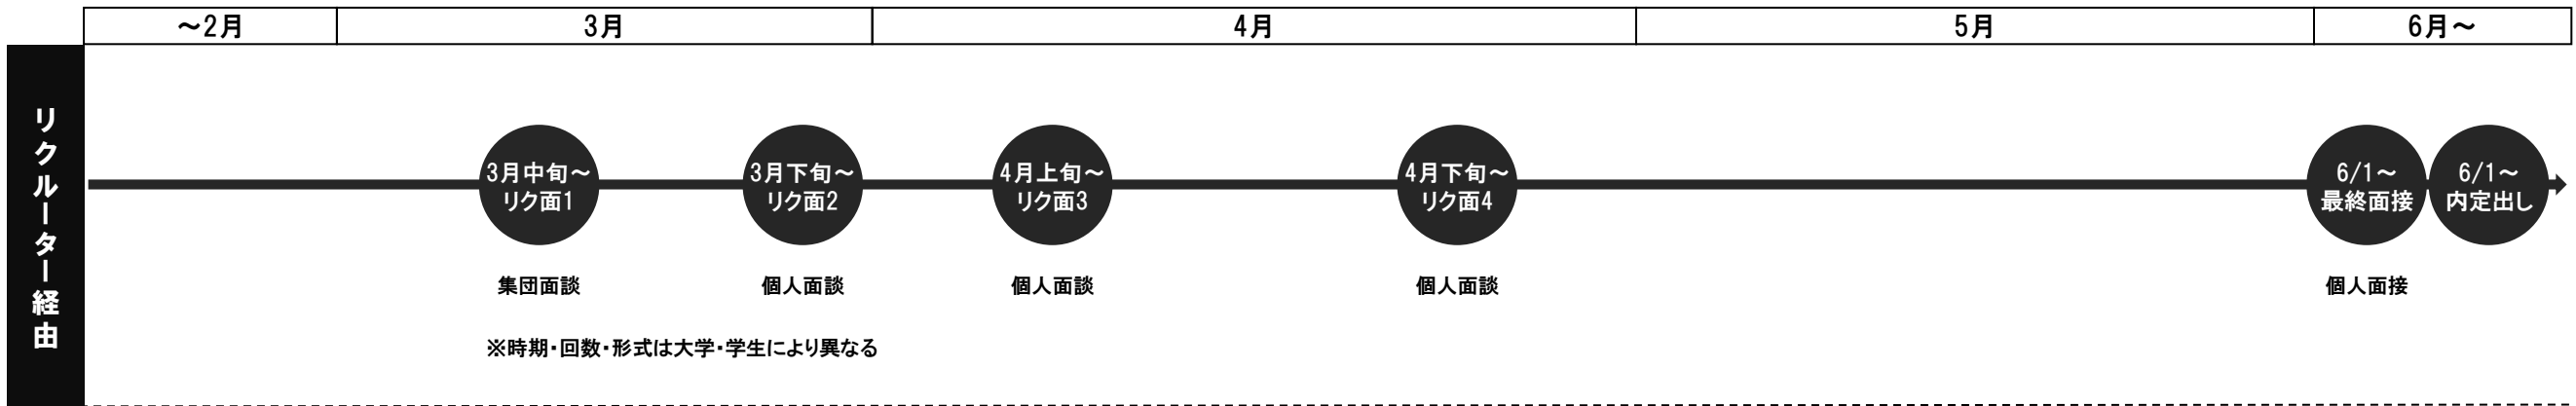 ～2月
3月
4月
5月
6月～
リクルーター経由
3月中旬～
リク面1
3月下旬～
リク面2
4月上旬～
リク面3
4月下旬～
リク面4
6/1～
最終面接
6/1～
内定出し
集団面談
個人面談
個人面談
個人面談
個人面接
※時期・回数・形式は大学・学生により異なる